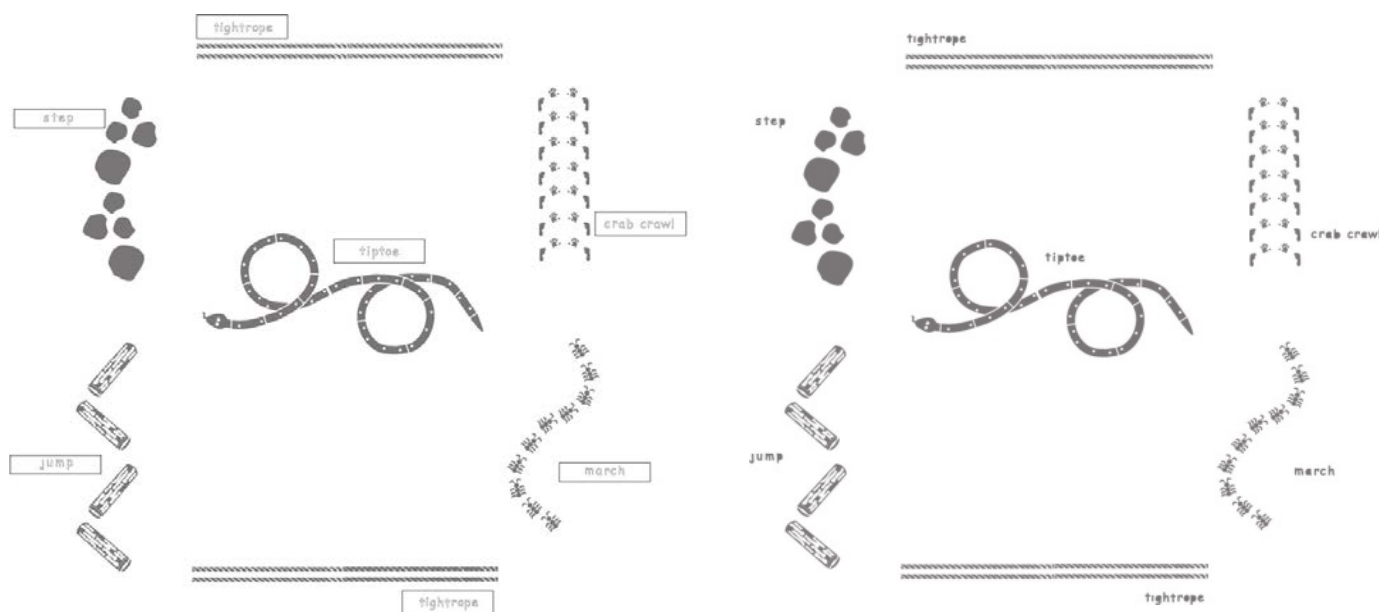 tightrope
step
crab crawl
tiptoe
jump
march
tightrope
tightrope
step
crab crawl
tiptoe
jump
march
tightrope